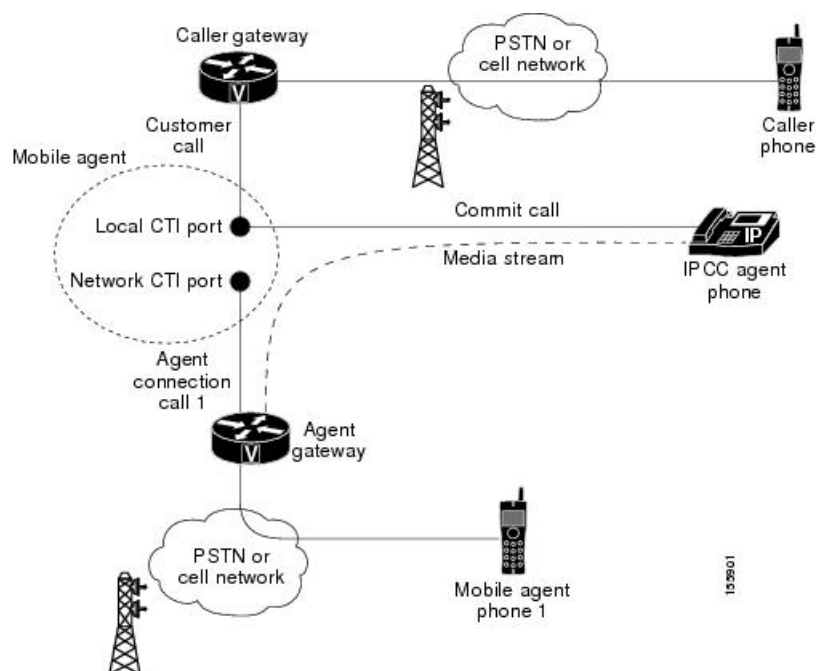 Caller gateway
PSTN or
cell network
Caller
phone
Customer
call
Mobile agent
Local CTI port
Commit call
Media stream
IP
IPCC agent
phone
Network CTI port
Agent
connection
call 1
Agent
gateway
V
V
PSTN or
cell network
Mobile agent
phone 1
155901